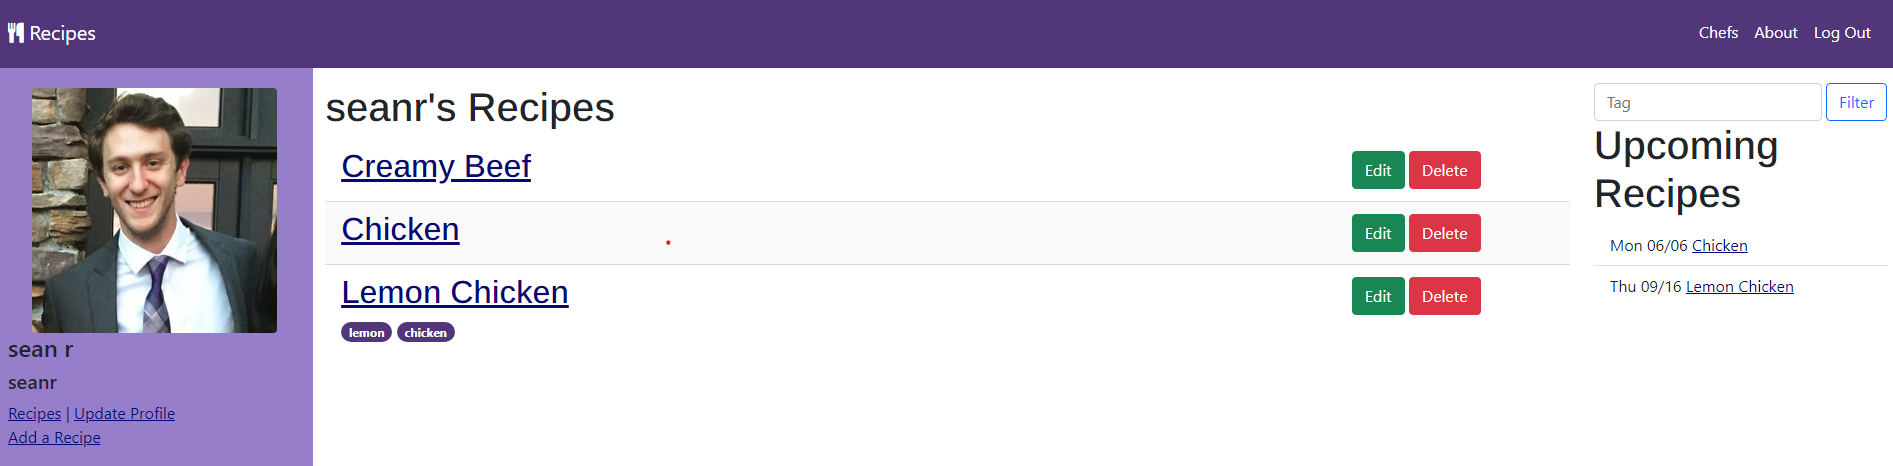 Recipes
Chefs About Log Out
sean r
seanr
Recipes | Update Profile
Add a Recipe
seanr's Recipes
Creamy Beef
Edit Delete
Chicken
Edit Delete
Lemon Chicken
Edit Delete
lemon chicken
Tag Filter
Upcoming
Recipes
Mon 06/06 Chicken
Thu 09/16 Lemon Chicken